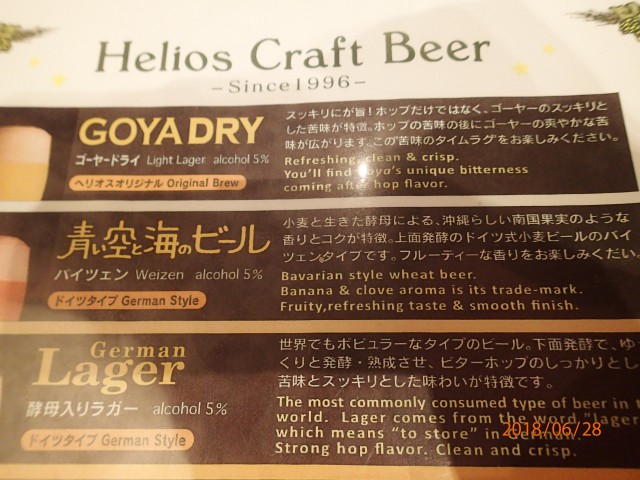 Helios Craft Beer
-Since1996-
GOYA DRY
ゴーヤードライ Light Lager alcohol 5%
ヘリオスオリジナル Original Brew
スッキリにが旨!ホップだけではなく、ゴーヤーのスッキリと
した苦味が特徴。ホップの苦味の後にゴーヤーの爽やかな苦
味が広がります。この"苦味のタイムラグ"をお楽しみください。
Refreshing, clean & crisp.
You'll find goya's unique bitterness
coming after hop flavor.
青い空と海のビール
バイツェン Weizen alcohol 5%
ドイツタイプ German Style
小麦と生きた酵母による、沖縄らしい南国果実のような
香りとコクが特徴。上面発酵のドイツ式小麦ビールのバイ
ツェンタイプです。フルーティーな香りをお楽しみくだい。
Bavarian style wheat beer.
Banana & clove aroma is its trade-mark.
Fruity,refreshing taste & smooth finish.
German
Lager
酵母入りラガー alcohol 5%
ドイツタイプ German Style
世界でもポピュラーなタイプのビール。下面発酵で、ゆ
くりと発酵・熟成させ、ビターホップのしっかりとし
苦味とスッキリとした味わいが特徴です。
The most commonly consumed type of beer in t
world. Lager comes from the word "lager
which means "to store" in German.
Strong hop flavor. Clean and crisp.
2018/06/28